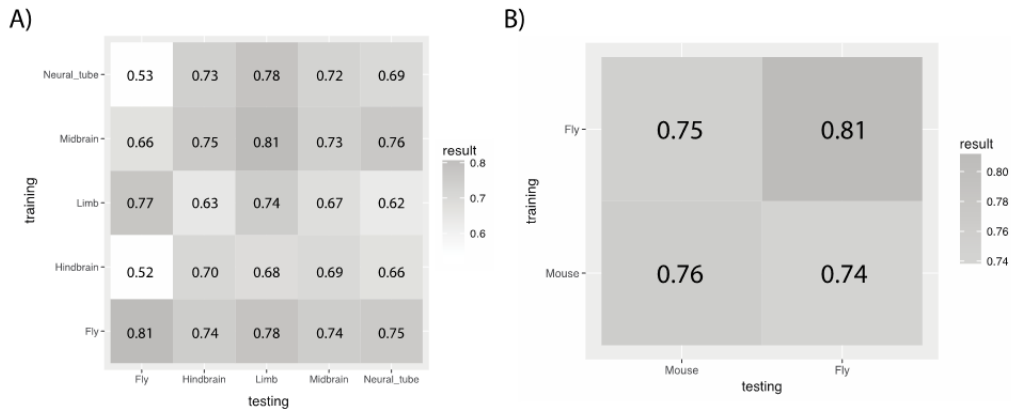 A)
Neural_tube 0.53 0.73 0.78 0.72 0.69
Midbrain 0.66 0.75 0.81 0.73 0.76
Limb 0.77 0.63 0.74 0.67 0.62
Hindbrain 0.52 0.70 0.68 0.69 0.66
Fly 0.81 0.74 0.78 0.74 0.75
Fly Hindbrain Limb Midbrain Neural_tube
testing
training
result
0.8
0.7
0.6
B)
Fly 0.75 0.81
Mouse 0.76 0.74
Mouse Fly
testing
training
result
0.80
0.78
0.76
0.74